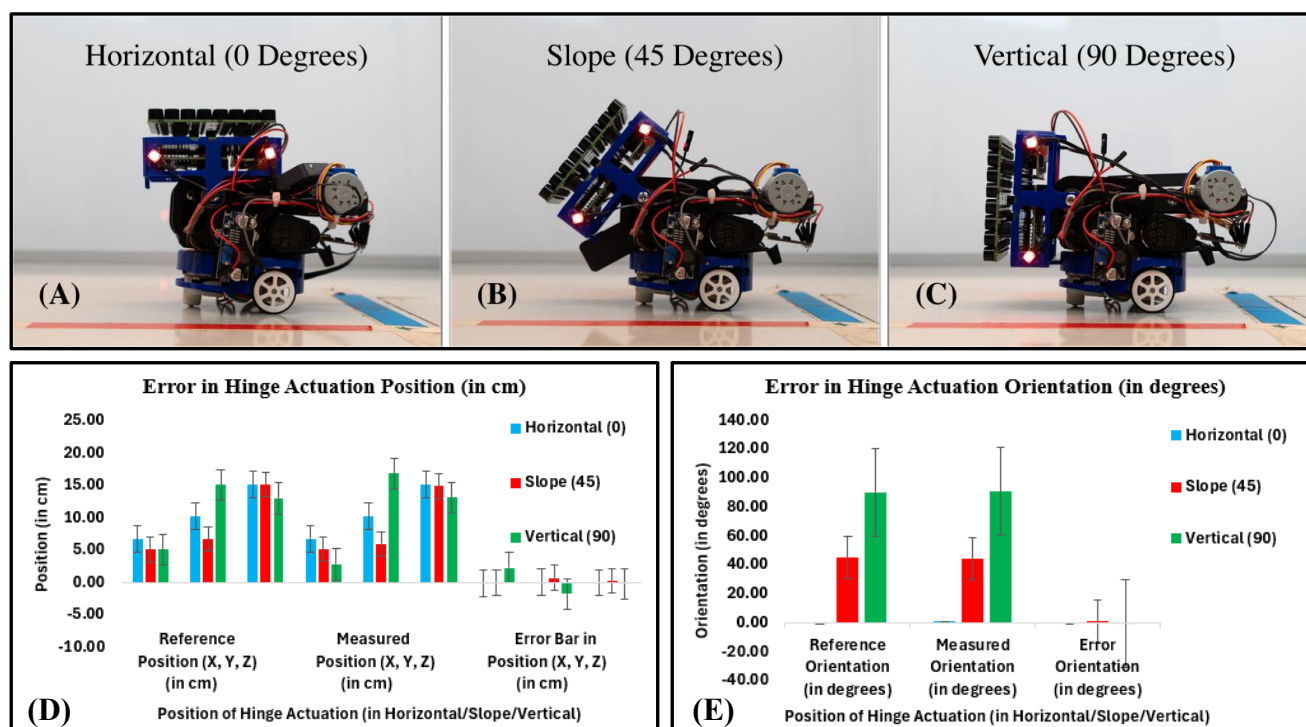 Horizontal (0 Degrees)
Slope (45 Degrees)
Vertical (90 Degrees)
(A)
(B)
(C)
Error in Hinge Actuation Position (in cm)
25.00
20.00
15.00
10.00
5.00
0.00
-5.00
-10.00
Position (in cm)
Horizontal (0)
Slope (45)
Vertical (90)
Reference
Position (X, Y, Z)
(in cm)
Measured
Position (X, Y, Z)
(in cm)
Error Bar in
Position (X, Y, Z)
(in cm)
Position of Hinge Actuation (in Horizontal/Slope/Vertical)
(D)
Error in Hinge Actuation Orientation (in degrees)
140.00
120.00
100.00
80.00
60.00
40.00
20.00
0.00
-20.00
-40.00
Orientation (in degrees)
Horizontal (0)
Slope (45)
Vertical (90)
Reference
Orientation
(in degrees)
Measured
Orientation
(in degrees)
Error
Orientation
(in degrees)
Position of Hinge Actuation (in Horizontal/Slope/Vertical)
(E)